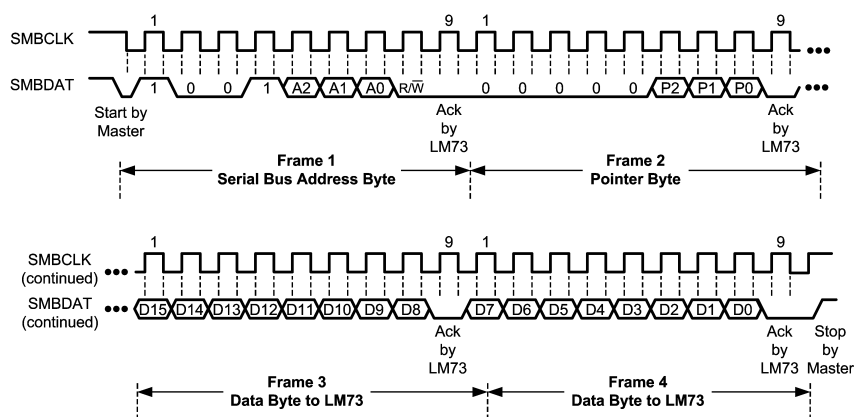 1 9 1 9
SMBCLK
SMBDAT 1 0 0 1 A2 A1 A0 R/W̅ 0 0 0 0 0 P2 P1 P0
Start by
Master
Ack
by
LM73
Ack
by
LM73
Frame 1
Serial Bus Address Byte
Frame 2
Pointer Byte
1 9 1 9
SMBCLK
(continued)
SMBDAT
(continued)
D15 D14 D13 D12 D11 D10 D9 D8 D7 D6 D5 D4 D3 D2 D1 D0
Ack
by
LM73
Ack
by
LM73
Stop
by
Master
Frame 3
Data Byte to LM73
Frame 4
Data Byte to LM73